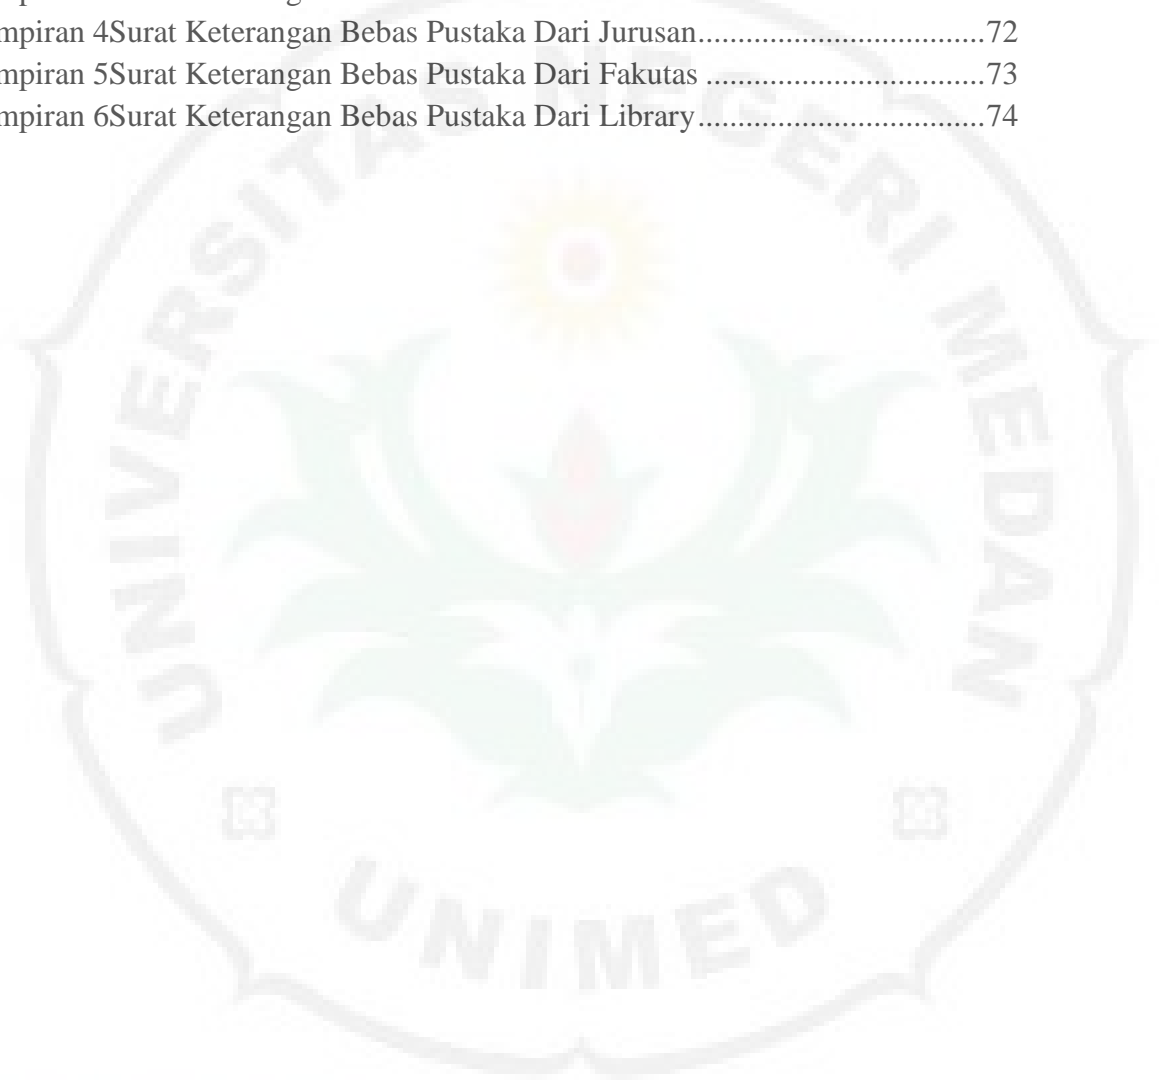 mpiran 4Surat Keterangan Bebas Pustaka Dari Jurusan..................................72
mpiran 5Surat Keterangan Bebas Pustaka Dari Fakutas ..................................73
mpiran 6Surat Keterangan Bebas Pustaka Dari Library..................................74
UNIVERSITAS NEGERI MEDAN
UNIMED